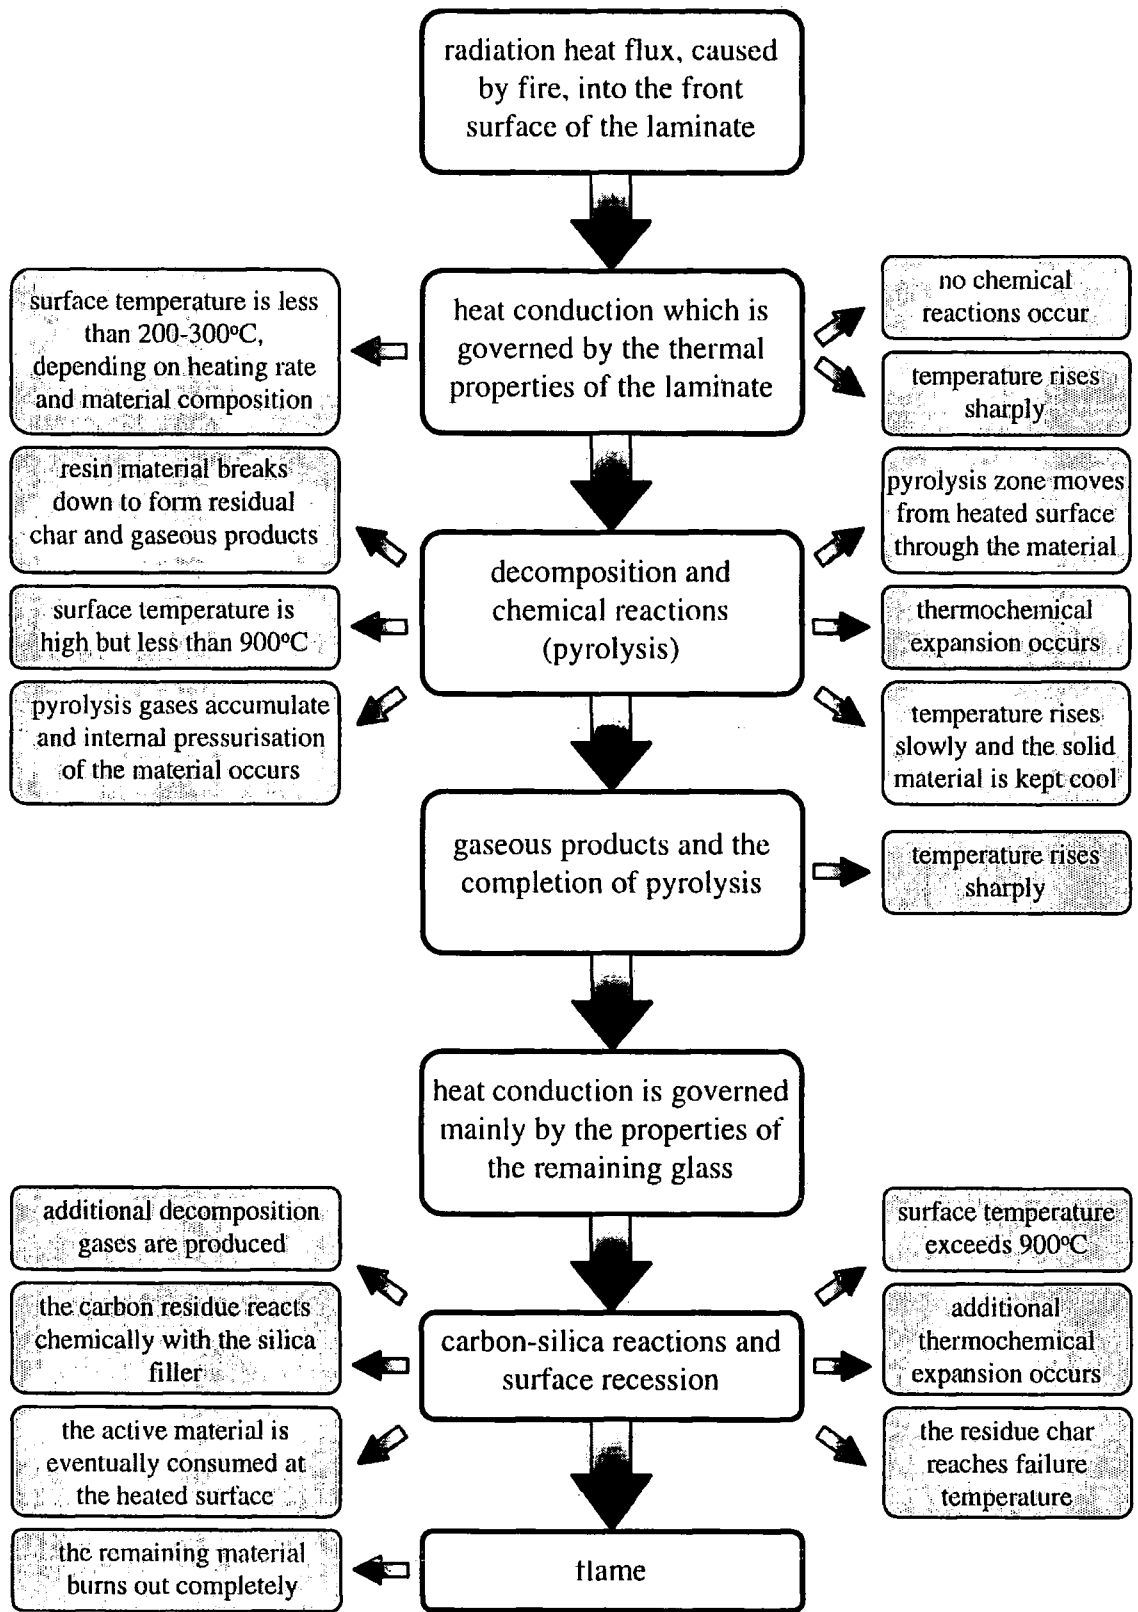 radiation heat flux, caused
by fire, into the front
surface of the laminate
surface temperature is less
than 200-300ºC,
depending on heating rate
and material composition
heat conduction which is
governed by the thermal
properties of the laminate
no chemical
reactions occur
temperature rises
sharply
resin material breaks
down to form residual
char and gaseous products
surface temperature is
high but less than 900ºC
pyrolysis gases accumulate
and internal pressurisation
of the material occurs
decomposition and
chemical reactions
(pyrolysis)
pyrolysis zone moves
from heated surface
through the material
thermochemical
expansion occurs
temperature rises
slowly and the solid
material is kept cool
gaseous products and the
completion of pyrolysis
temperature rises
sharply
heat conduction is governed
mainly by the properties of
the remaining glass
additional decomposition
gases are produced
the carbon residue reacts
chemically with the silica
filler
the active material is
eventually consumed at
the heated surface
carbon-silica reactions and
surface recession
surface temperature
exceeds 900ºC
additional
thermochemical
expansion occurs
the residue char
reaches failure
temperature
the remaining material
burns out completely
flame